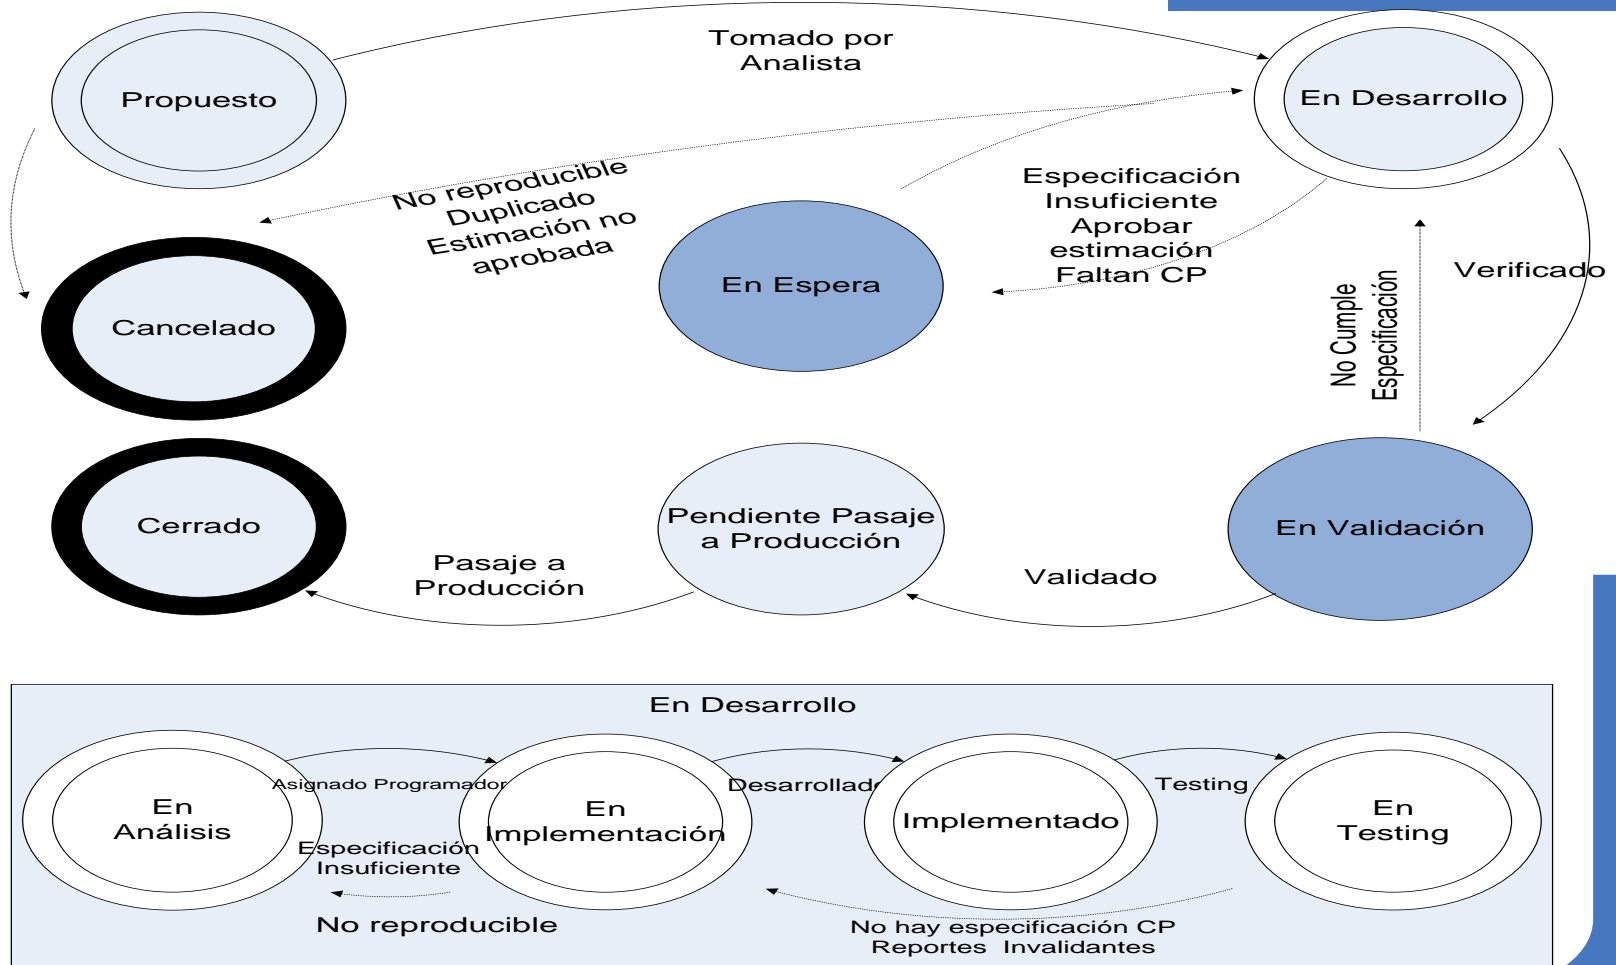 Tomado por
Analista
Propuesto
En Desarrollo
No reproducible
Duplicado
Estimación no
aprobada
Especificación
Insuficiente
Aprobar
estimación
Faltan CP
En Espera
Verificado
No Cumple
Especificación
Cancelado
Cerrado
Pasaje a
Producción
Pendiente Pasaje
a Producción
Validado
En Validación
En Desarrollo
En
Análisis
Asignado Programador
Especificación
Insuficiente
No reproducible
En
Implementación
Desarrollado
Implementado
Testing
En
Testing
No hay especificación CP
Reportes Invalidantes